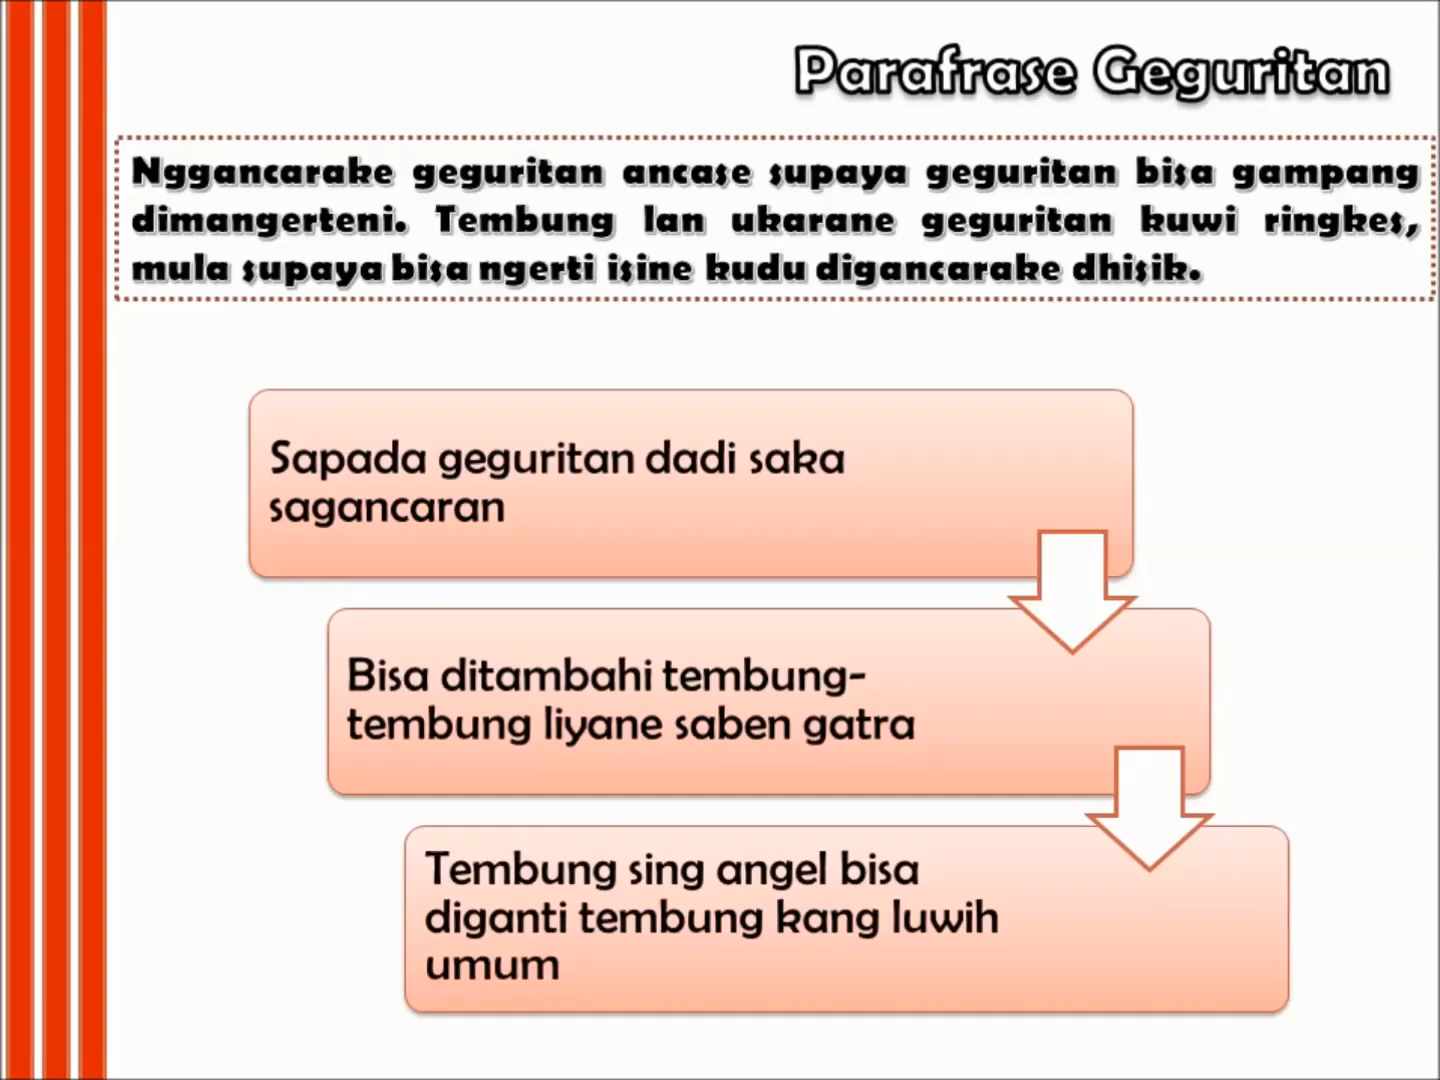 Parafrase Geguritan
Nggancarake geguritan ancase supaya geguritan bisa gampang
dimangerteni. Tembung lan ukarane geguritan kuwi ringkes,
mula supaya bisa ngerti isine kudu digancarake dhisik.
Sapada geguritan dadi saka
sagancaran
Bisa ditambahi tembung-
tembung liyane saben gatra
Tembung sing angel bisa
diganti tembung kang luwih
umum